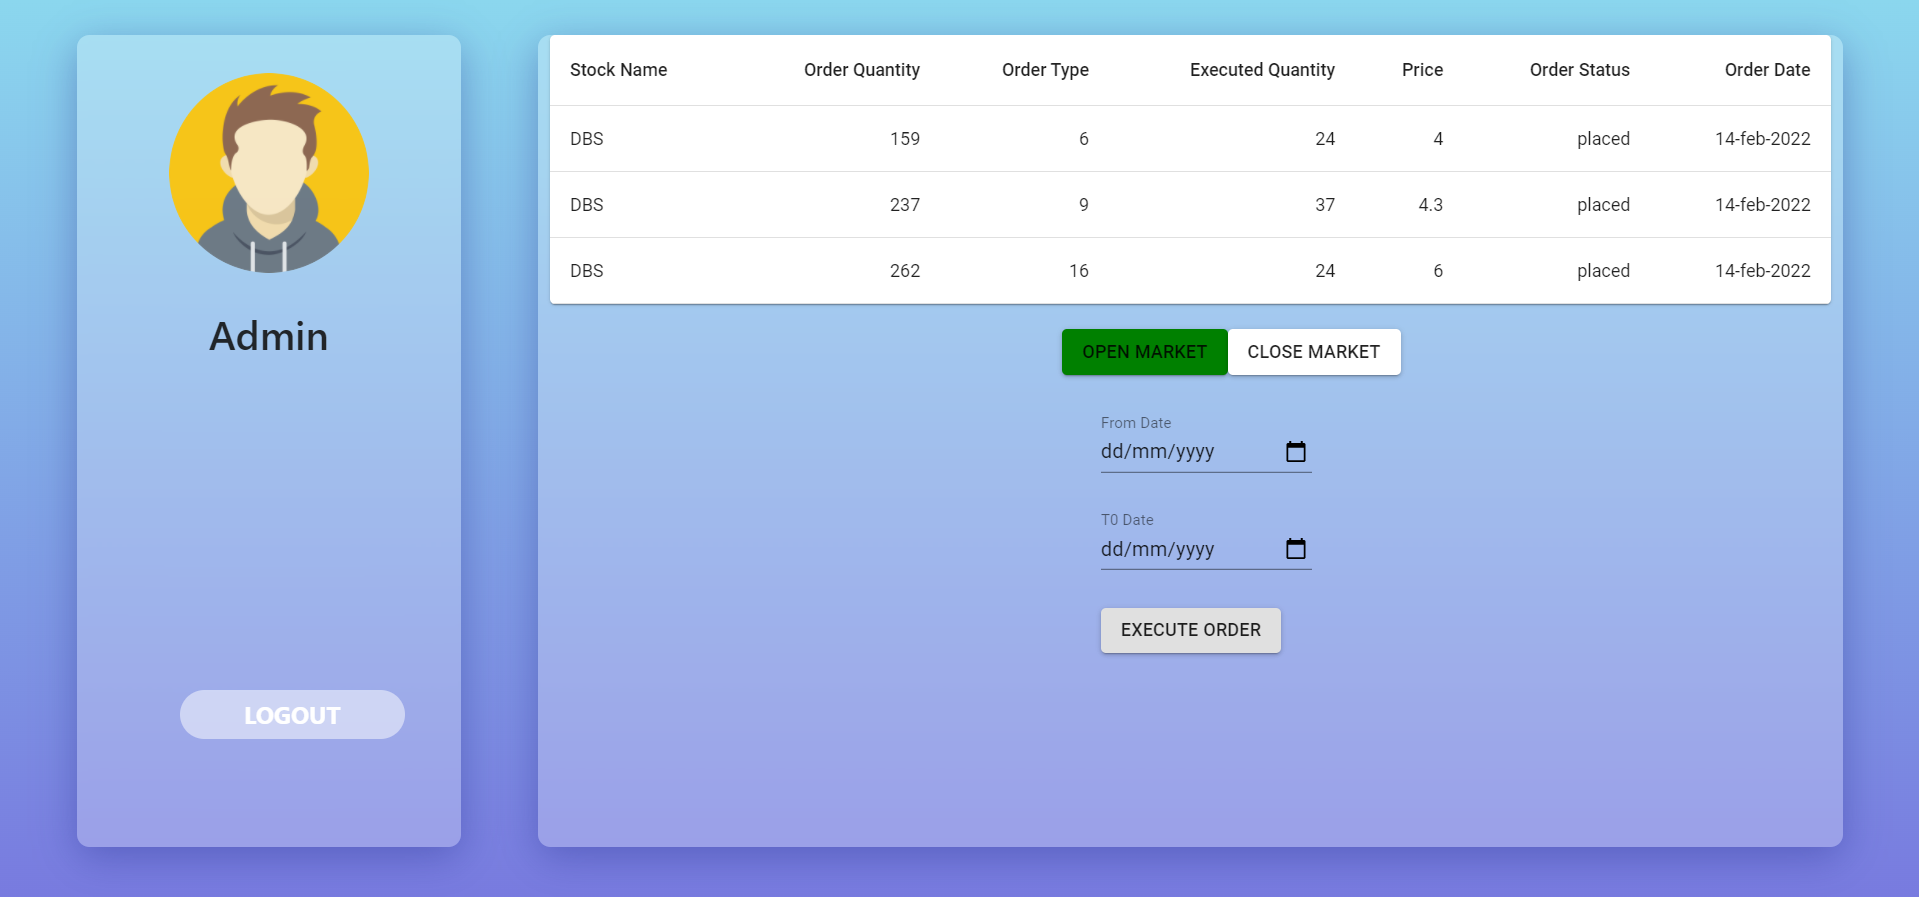 Admin
LOGOUT
Stock Name Order Quantity Order Type Executed Quantity Price Order Status Order Date
DBS 159 6 24 4 placed 14-feb-2022
DBS 237 9 37 4.3 placed 14-feb-2022
DBS 262 16 24 6 placed 14-feb-2022
OPEN MARKET CLOSE MARKET
From Date
dd/mm/yyyy
T0 Date
dd/mm/yyyy
EXECUTE ORDER